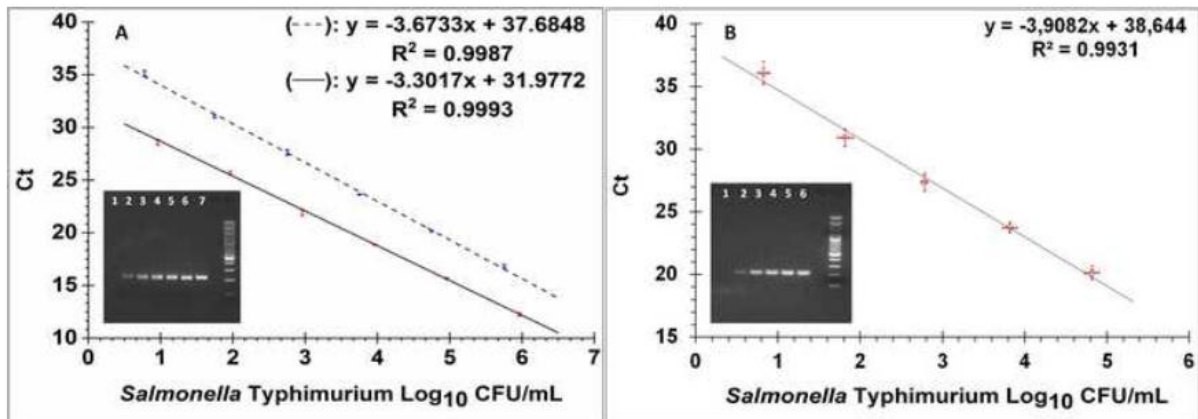 A
(---): y = -3.6733x + 37.6848
R² = 0.9987
(—): y = -3.3017x + 31.9772
R² = 0.9993
40
35
30
25
20
15
10
Ct
1 2 3 4 5 6 7
0 1 2 3 4 5 6 7
Salmonella Typhimurium Log₁₀ CFU/mL
B
y = -3,9082x + 38,644
R² = 0.9931
40
35
30
25
20
15
Ct
1 2 3 4 5 6
0 1 2 3 4 5 6
Salmonella Typhimurium Log₁₀ CFU/mL